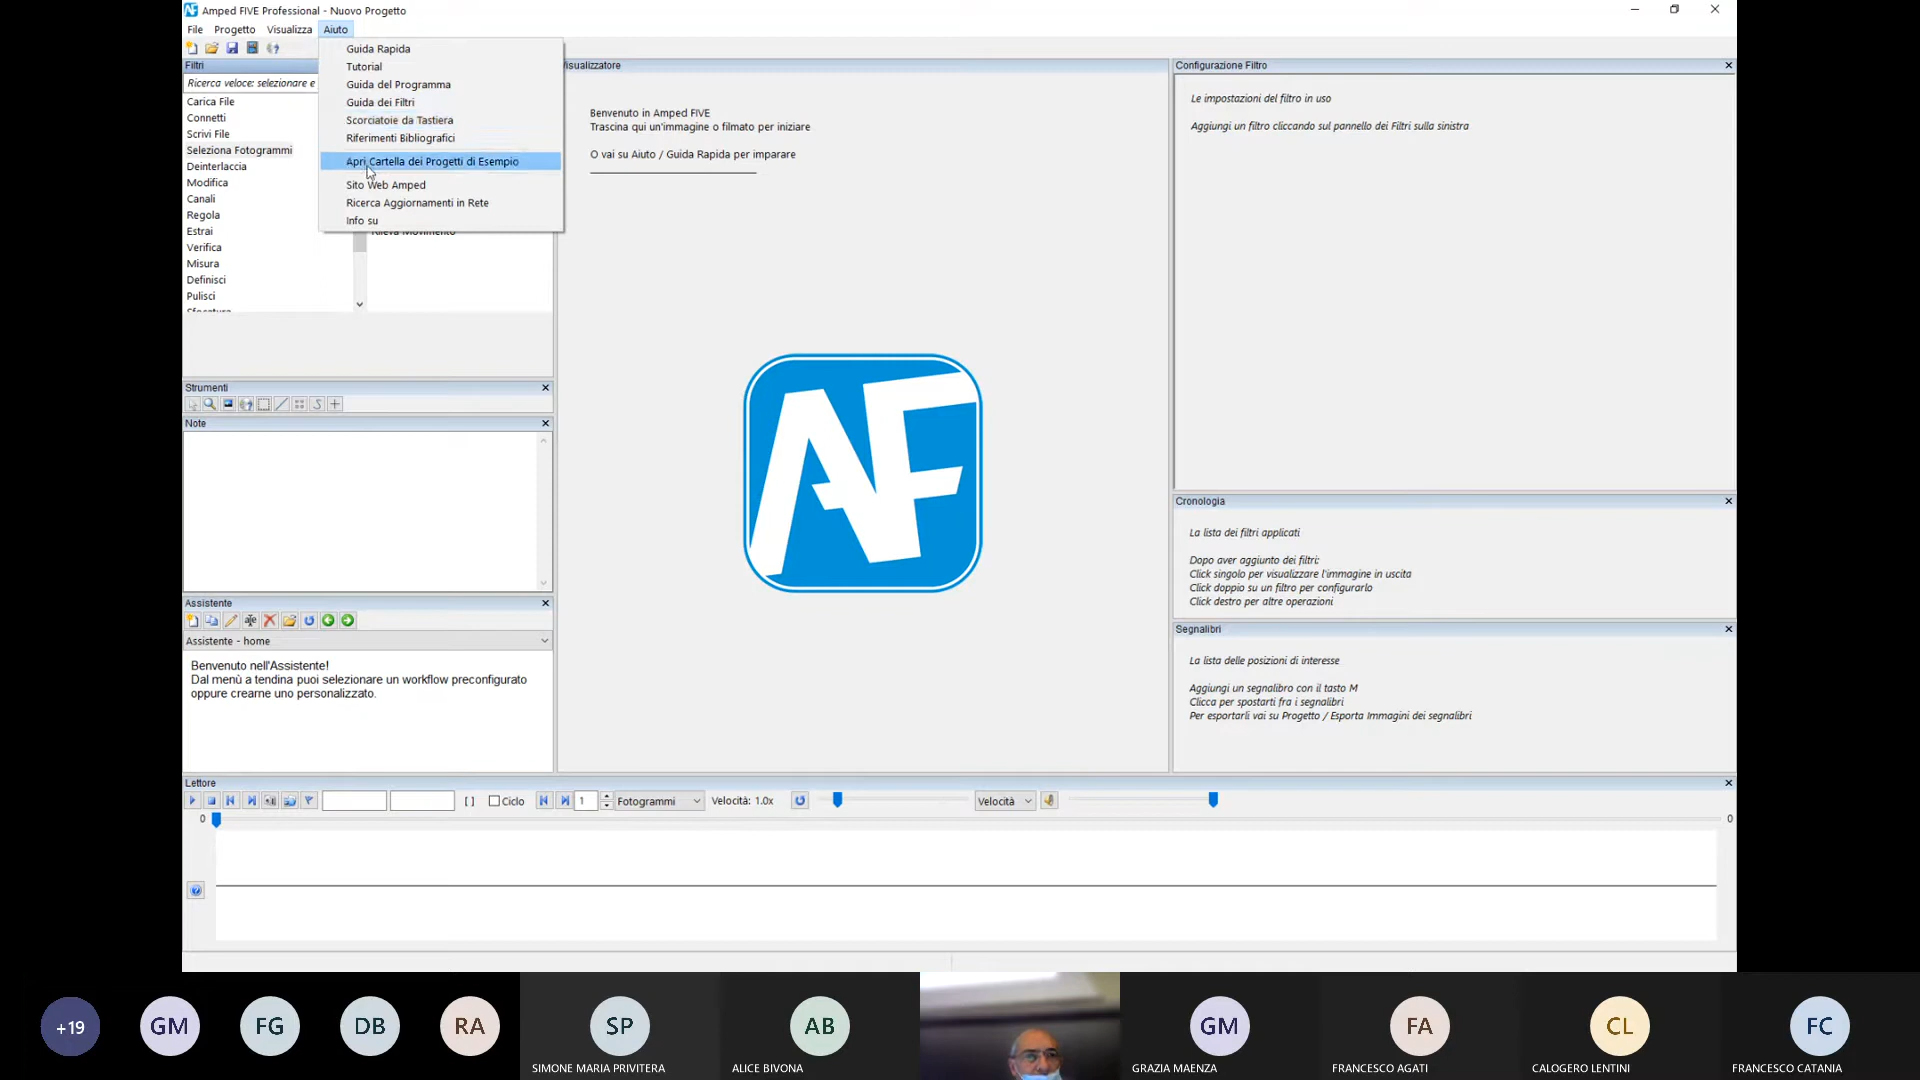 Amped FIVE Professional - Nuovo Progetto
File Progetto Visualizza Aiuto
Guida Rapida
Tutorial
Guida del Programma
Guida dei Filtri
Scorciatoie da Tastiera
Riferimenti Bibliografici
Apri Cartella dei Progetti di Esempio
Sito Web Amped
Ricerca Aggiornamenti in Rete
Info su
Filtri
Ricerca veloce: selezionare e
Carica File
Connetti
Scrivi File
Seleziona Fotogrammi
Deinterlaccia
Modifica
Canali
Regola
Estrai
Verifica
Misura
Definisci
Pulisci
Sfocatura
Rileva Movimento
Strumenti
Note
Assistente
Assistente - home
Benvenuto nell'Assistente!
Dal menù a tendina puoi selezionare un workflow preconfigurato
oppure crearne uno personalizzato.
Visualizzatore
Benvenuto in Amped FIVE
Trascina qui un'immagine o filmato per iniziare
O vai su Aiuto / Guida Rapida per imparare
AF
Configurazione Filtro
Le impostazioni del filtro in uso
Aggiungi un filtro cliccando sul pannello dei Filtri sulla sinistra
Cronologia
La lista dei filtri applicati
Dopo aver aggiunto dei filtri:
Click singolo per visualizzare l'immagine in uscita
Click doppio su un filtro per configurarlo
Click destro per altre operazioni
Segnalibri
La lista delle posizioni di interesse
Aggiungi un segnalibro con il tasto M
Clicca per spostarti fra i segnalibri
Per esportarli vai su Progetto / Esporta Immagini dei segnalibri
Lettore
[ ] Ciclo 1 Fotogrammi Velocità: 1.0x Velocità
0 0
+19 GM FG DB RA SP AB GM FA CL FC
SIMONE MARIA PRIVITERA ALICE BIVONA GRAZIA MAENZA FRANCESCO AGATI CALOGERO LENTINI FRANCESCO CATANIA